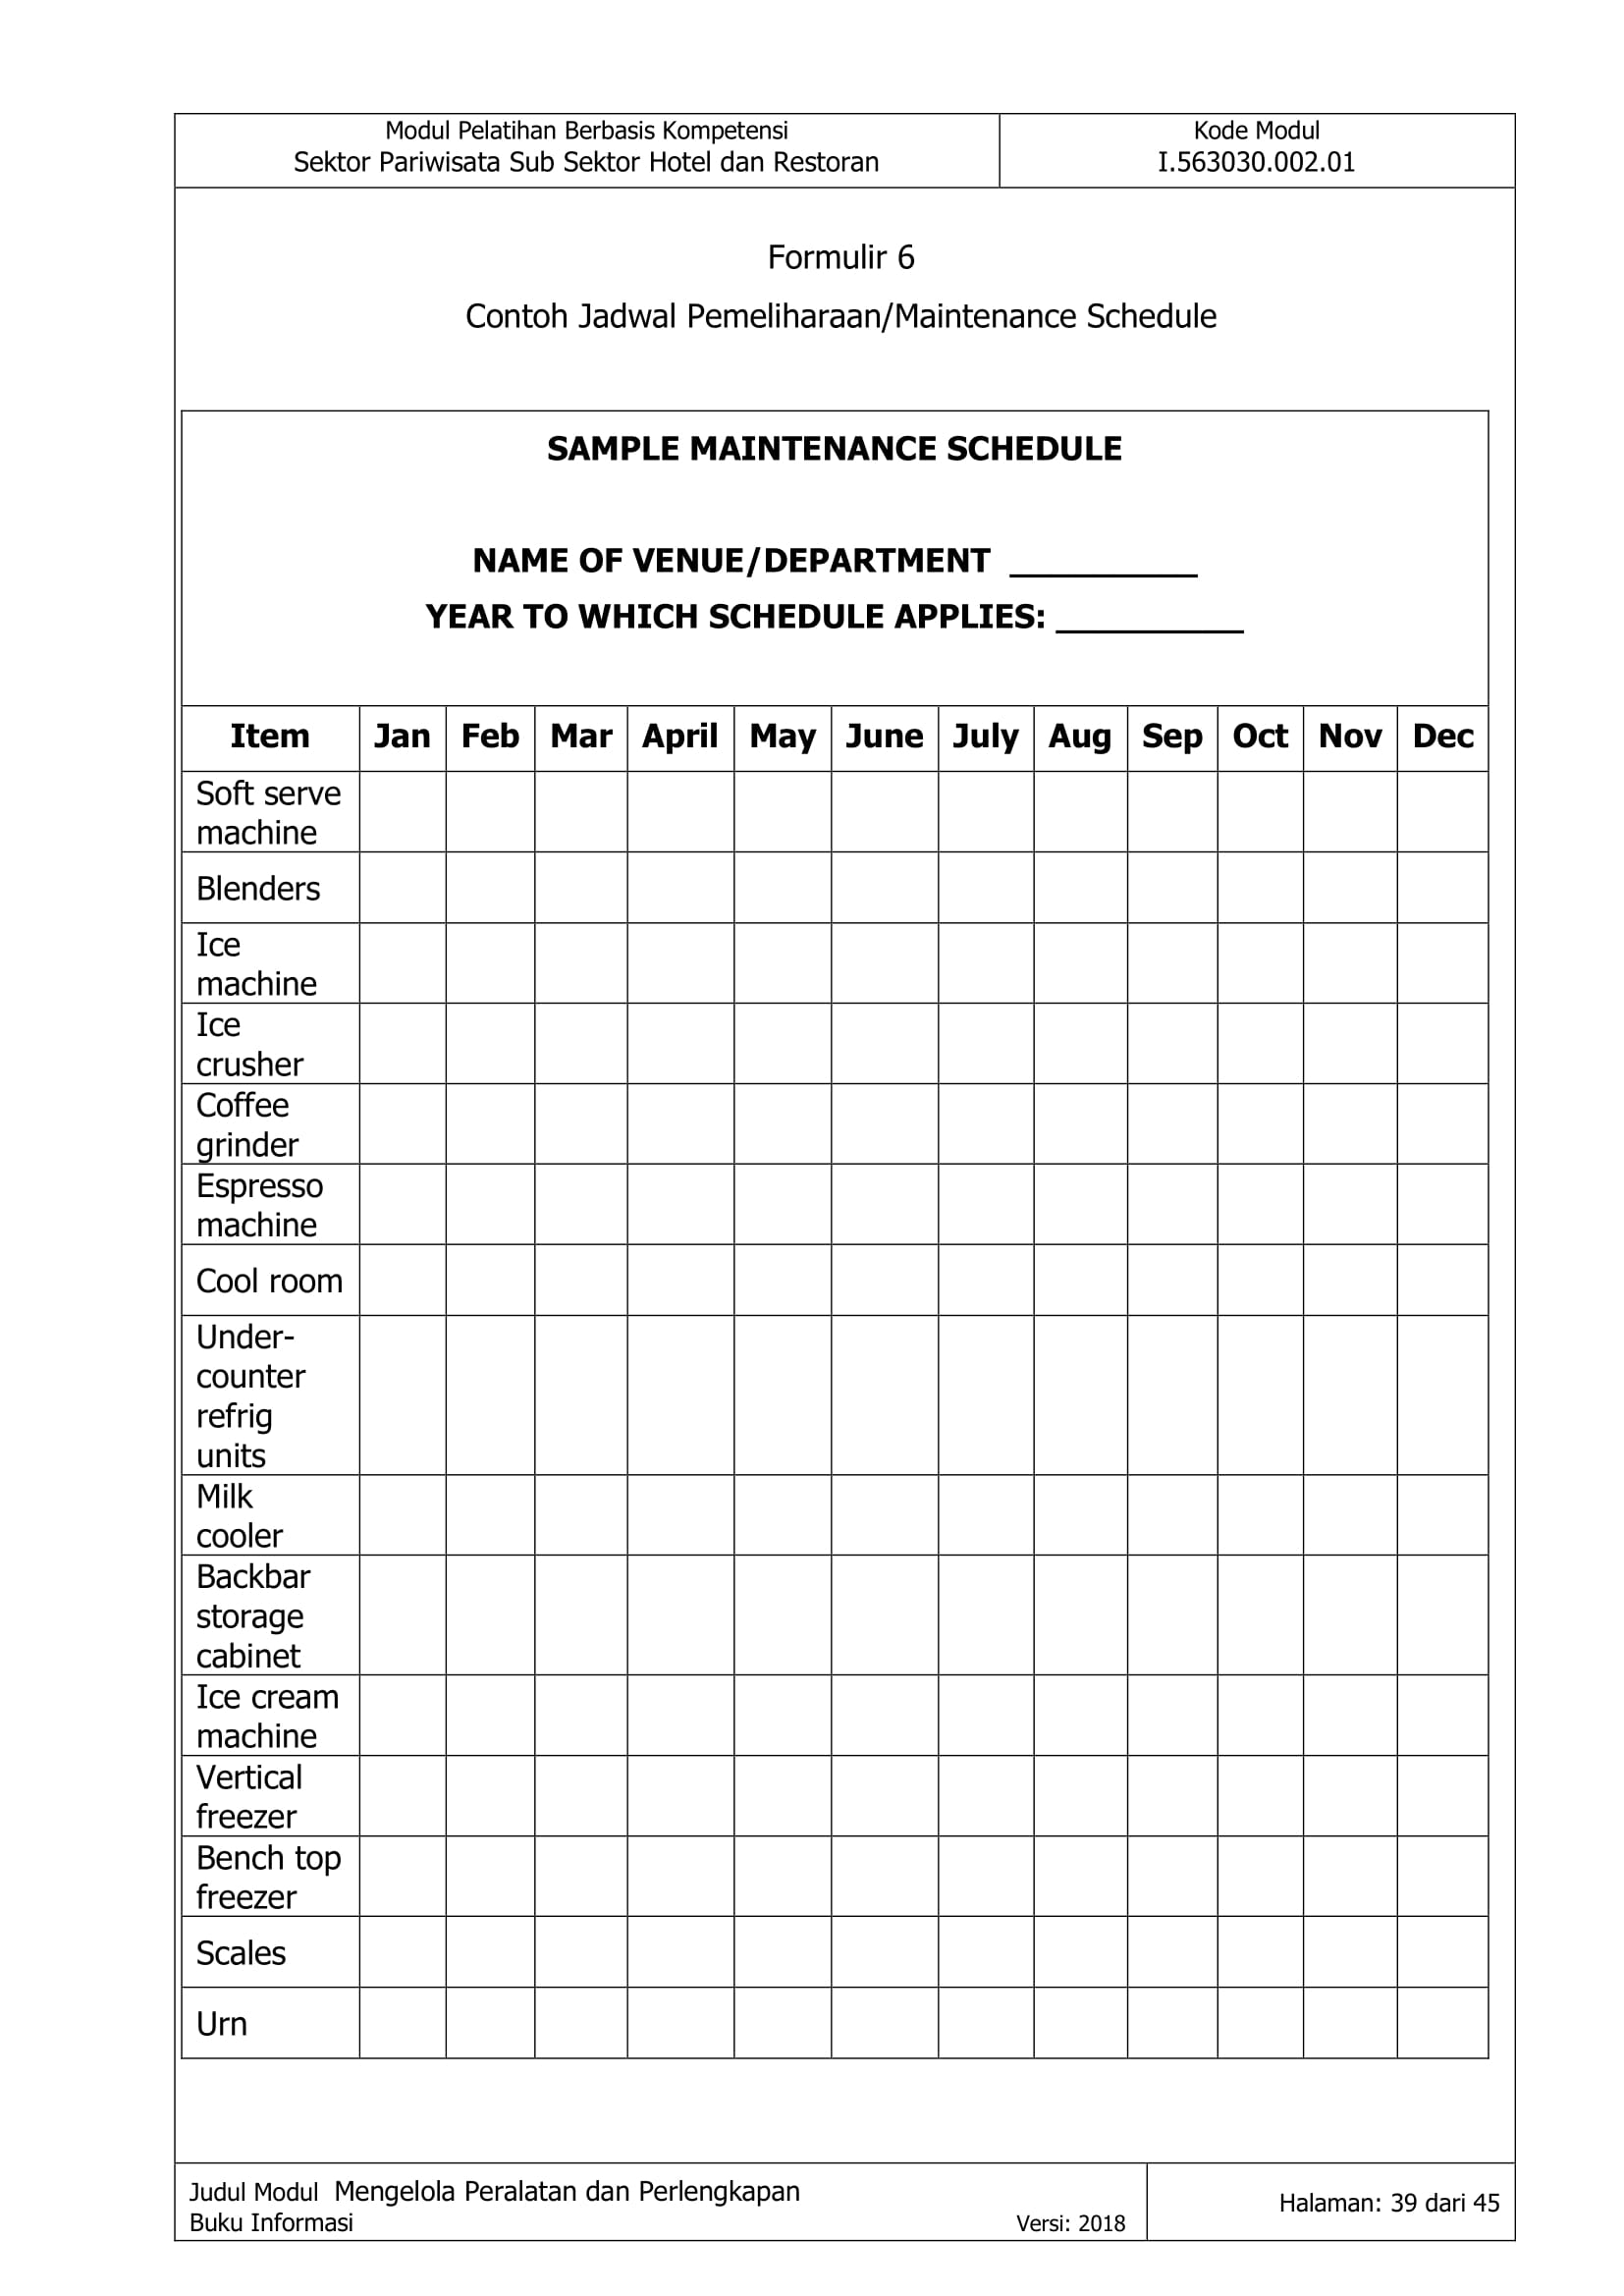 Modul Pelatihan Berbasis Kompetensi
Sektor Pariwisata Sub Sektor Hotel dan Restoran
Kode Modul
I.563030.002.01
Formulir 6
Contoh Jadwal Pemeliharaan/Maintenance Schedule
SAMPLE MAINTENANCE SCHEDULE
NAME OF VENUE/DEPARTMENT ___________
YEAR TO WHICH SCHEDULE APPLIES: ___________
Item Jan Feb Mar April May June July Aug Sep Oct Nov Dec
Soft serve
machine
Blenders
Ice
machine
Ice
crusher
Coffee
grinder
Espresso
machine
Cool room
Under-
counter
refrig
units
Milk
cooler
Backbar
storage
cabinet
Ice cream
machine
Vertical
freezer
Bench top
freezer
Scales
Urn
Judul Modul Mengelola Peralatan dan Perlengkapan
Buku Informasi Versi: 2018
Halaman: 39 dari 45